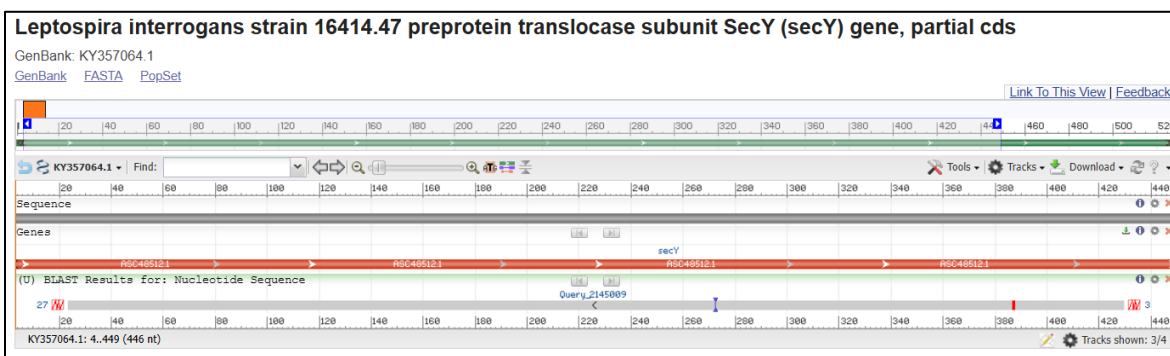 Leptospira interrogans strain 16414.47 preprotein translocase subunit SecY (secY) gene, partial cds
GenBank: KY357064.1
GenBank FASTA PopSet
Link To This View | Feedback
20 40 60 80 100 120 140 160 180 200 220 240 260 280 300 320 340 360 380 400 420 460 480 500
KY357064.1 Find: Tools Tracks Download ?
20 40 60 80 100 120 140 160 180 200 220 240 260 280 300 320 340 360 380 400 420 440
Sequence
Genes
secY
ASC48512.1 ASC48512.1 ASC48512.1 ASC48512.1
(U) BLAST Results for: Nucleotide Sequence
Query_2145009
27 3
20 40 60 80 100 120 140 160 180 200 220 240 260 280 300 320 340 360 380 400 420 440
KY357064.1: 4..449 (446 nt) Tracks shown: 3/4